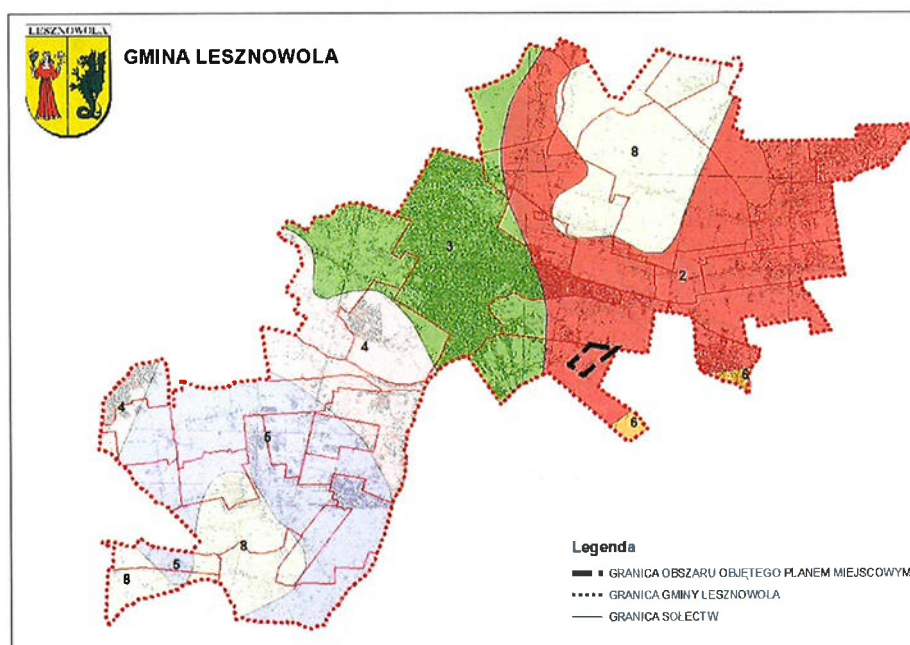 LESZNOWOLA
GMINA LESZNOWOLA
8
3
2
4
6
4
6
5
8
5
8
Legenda
GRANICA OBSZARU OBJĘTEGO PLANEM MIEJSCOWYM
GRANICA GMINY LESZNOWOLA
GRANICA SOŁECTW